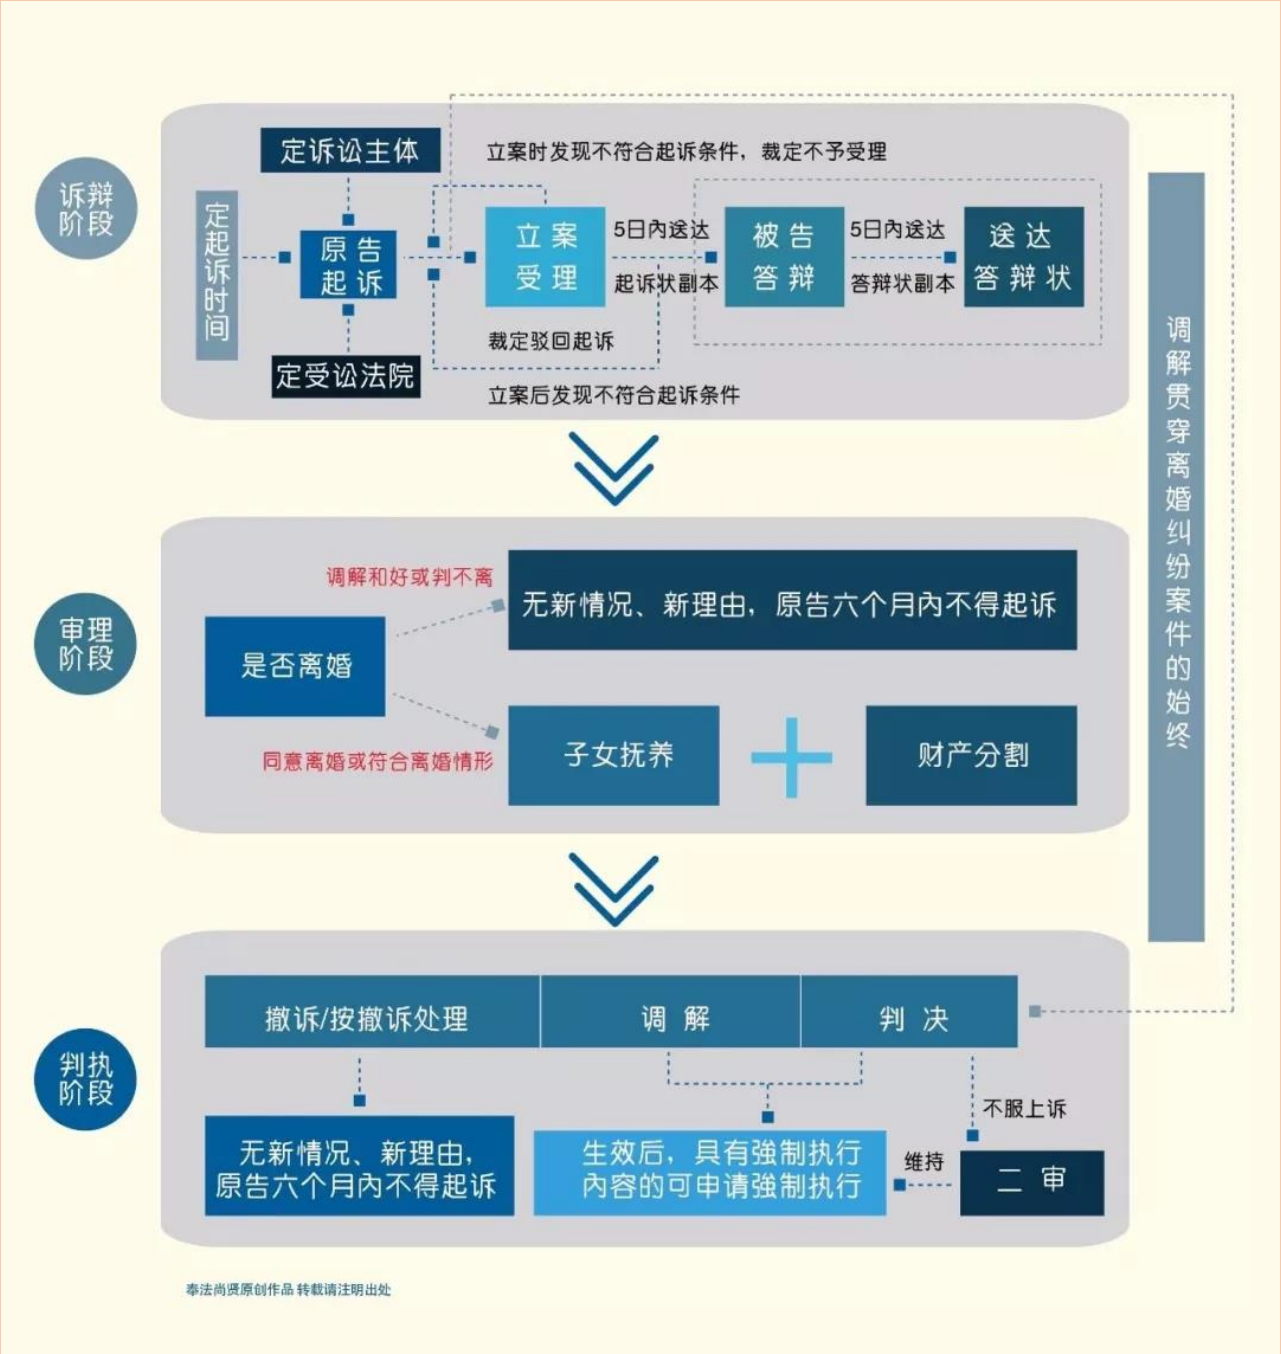 诉辩
阶段
定诉讼主体
定起诉时间
原告
起诉
定受讼法院
立案时发现不符合起诉条件，裁定不予受理
立案
受理
5日内送达
起诉状副本
被告
答辩
5日内送达
答辩状副本
送达
答辩状
裁定驳回起诉
立案后发现不符合起诉条件
调解贯穿离婚纠纷案件的始终
审理
阶段
是否离婚
调解和好或判不离
无新情况、新理由，原告六个月内不得起诉
同意离婚或符合离婚情形
子女抚养
财产分割
判执
阶段
撤诉/按撤诉处理
调解
判决
无新情况、新理由，
原告六个月内不得起诉
生效后，具有強制执行
内容的可申请強制执行
维持
不服上诉
二审
奉法尚贤原创作品 转载请注明出处